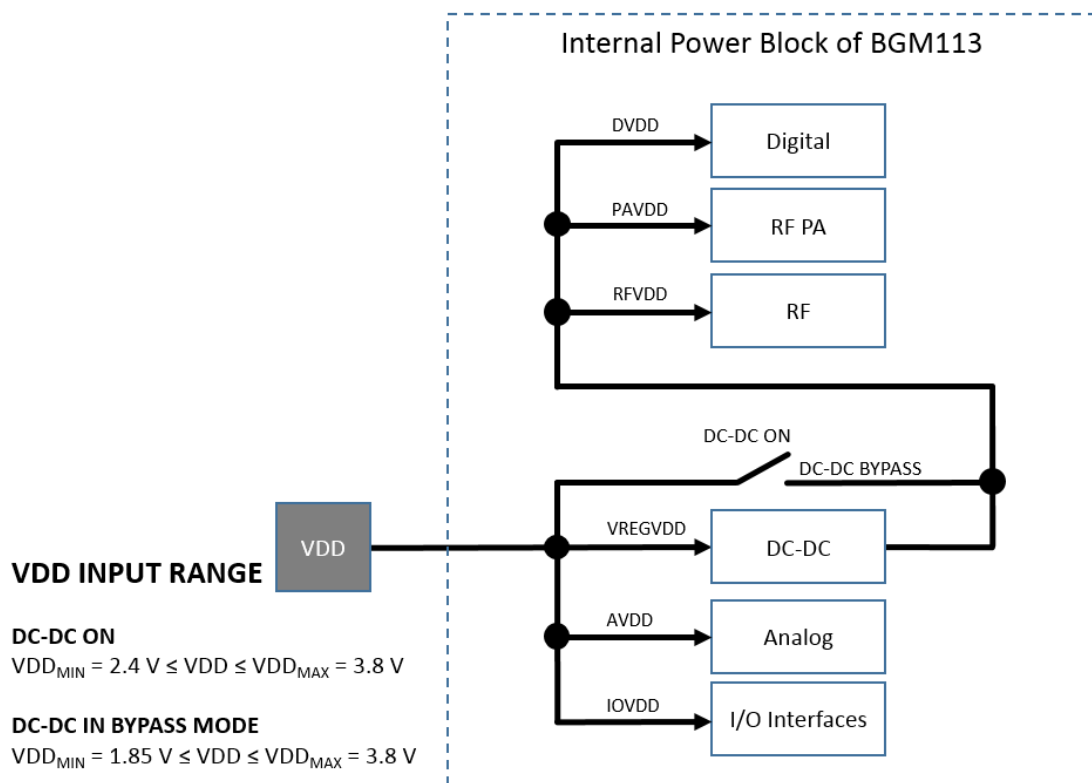 Internal Power Block of BGM113
DVDD
Digital
PAVDD
RF PA
RFVDD
RF
DC-DC ON
DC-DC BYPASS
VDD
VREGVDD
DC-DC
VDD INPUT RANGE
AVDD
Analog
DC-DC ON
VDDMIN = 2.4 V ≤ VDD ≤ VDDMAX = 3.8 V
IOVDD
I/O Interfaces
DC-DC IN BYPASS MODE
VDDMIN = 1.85 V ≤ VDD ≤ VDDMAX = 3.8 V